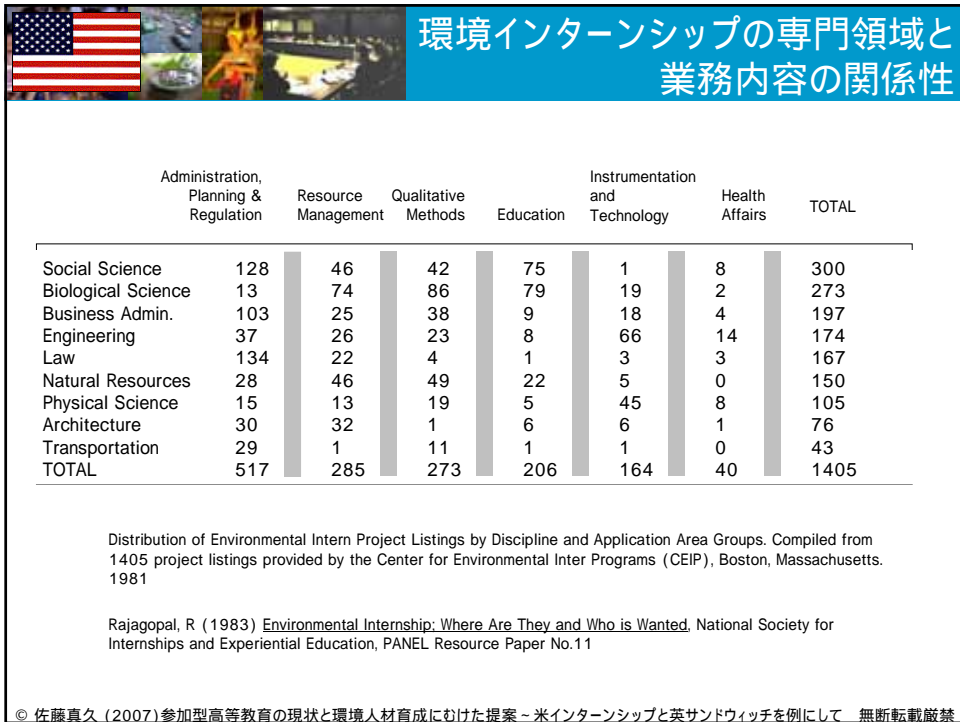 環境インターンシップの専門領域と
業務内容の関係性
Administration, Planning & Regulation Resource Management Qualitative Methods Education Instrumentation and Technology Health Affairs TOTAL
Social Science 128 46 42 75 1 8 300
Biological Science 13 74 86 79 19 2 273
Business Admin. 103 25 38 9 18 4 197
Engineering 37 26 23 8 66 14 174
Law 134 22 4 1 3 3 167
Natural Resources 28 46 49 22 5 0 150
Physical Science 15 13 19 5 45 8 105
Architecture 30 32 1 6 6 1 76
Transportation 29 1 11 1 1 0 43
TOTAL 517 285 273 206 164 40 1405
Distribution of Environmental Intern Project Listings by Discipline and Application Area Groups. Compiled from
1405 project listings provided by the Center for Environmental Inter Programs (CEIP), Boston, Massachusetts.
1981
Rajagopal, R (1983) Environmental Internship; Where Are They and Who is Wanted, National Society for
Internships and Experiential Education, PANEL Resource Paper No.11
© 佐藤真久 (2007)参加型高等教育の現状と環境人材育成にむけた提案~米インターンシップと英サンドウィッチを例にして 無断転載厳禁